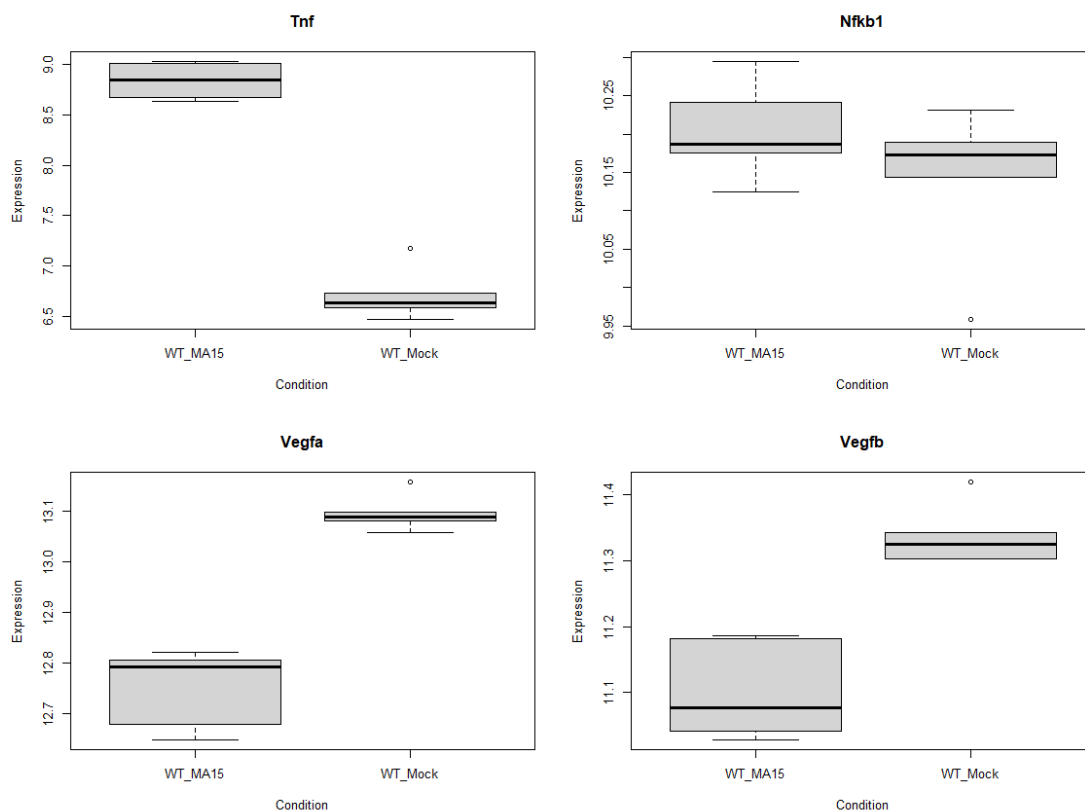 Tnf
Expression
9.0
8.5
8.0
7.5
7.0
6.5
WT_MA15
WT_Mock
Condition
Nfkb1
Expression
10.25
10.15
10.05
9.95
WT_MA15
WT_Mock
Condition
Vegfa
Expression
13.1
13.0
12.9
12.8
12.7
WT_MA15
WT_Mock
Condition
Vegfb
Expression
11.4
11.3
11.2
11.1
WT_MA15
WT_Mock
Condition